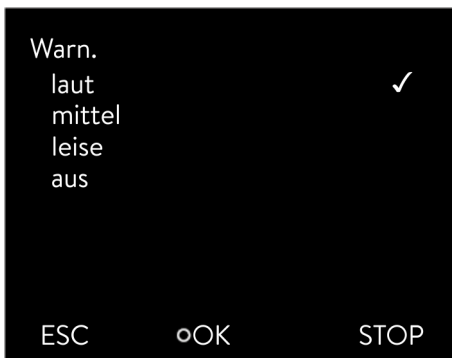 Warn.
laut ✓
mittel
leise
aus
ESC OK STOP